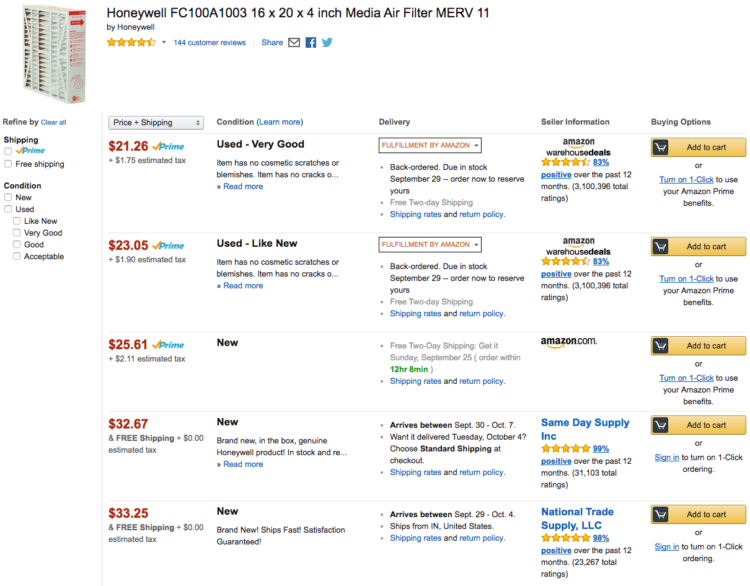 Honeywell FC100A1003 16 x 20 x 4 inch Media Air Filter MERV 11
by Honeywell
144 customer reviews
Share
Refine by Clear all
Shipping
Prime
Free shipping
Condition
New
Used
Like New
Very Good
Good
Acceptable
Price + Shipping
Condition (Learn more)
Delivery
Seller Information
Buying Options
$21.26 Prime
+ $1.75 estimated tax
Used - Very Good
Item has no cosmetic scratches or
blemishes. Item has no cracks o...
» Read more
FULFILLMENT BY AMAZON
Back-ordered. Due in stock
September 29 -- order now to reserve
yours
Free Two-day Shipping
Shipping rates and return policy.
amazon
warehousedeals
83%
positive over the past 12
months. (3,100,396 total
ratings)
Add to cart
or
Turn on 1-Click to use
your Amazon Prime
benefits.
$23.05 Prime
+ $1.90 estimated tax
Used - Like New
Item has no cosmetic scratches or
blemishes. Item has no cracks o...
» Read more
FULFILLMENT BY AMAZON
Back-ordered. Due in stock
September 29 -- order now to reserve
yours
Free Two-day Shipping
Shipping rates and return policy.
amazon
warehousedeals
83%
positive over the past 12
months. (3,100,396 total
ratings)
Add to cart
or
Turn on 1-Click to use
your Amazon Prime
benefits.
$25.61 Prime
+ $2.11 estimated tax
New
Free Two-Day Shipping: Get it
Sunday, September 25 ( order within
12hr 8min )
Shipping rates and return policy.
amazon.com.
Add to cart
or
Turn on 1-Click to use
your Amazon Prime
benefits.
$32.67
& FREE Shipping + $0.00
estimated tax
New
Brand new, in the box, genuine
Honeywell product! In stock and re...
» Read more
Arrives between Sept. 30 - Oct. 7.
Want it delivered Tuesday, October 4?
Choose Standard Shipping at
checkout.
Shipping rates and return policy.
Same Day Supply
Inc
99%
positive over the past 12
months. (31,103 total
ratings)
Add to cart
or
Sign in to turn on 1-Click
ordering.
$33.25
& FREE Shipping + $0.00
estimated tax
New
Brand New! Ships Fast! Satisfaction
Guaranteed!
Arrives between Sept. 29 - Oct. 4.
Ships from IN, United States.
Shipping rates and return policy.
National Trade
Supply, LLC
98%
positive over the past 12
months. (23,267 total
ratings)
Add to cart
or
Sign in to turn on 1-Click
ordering.